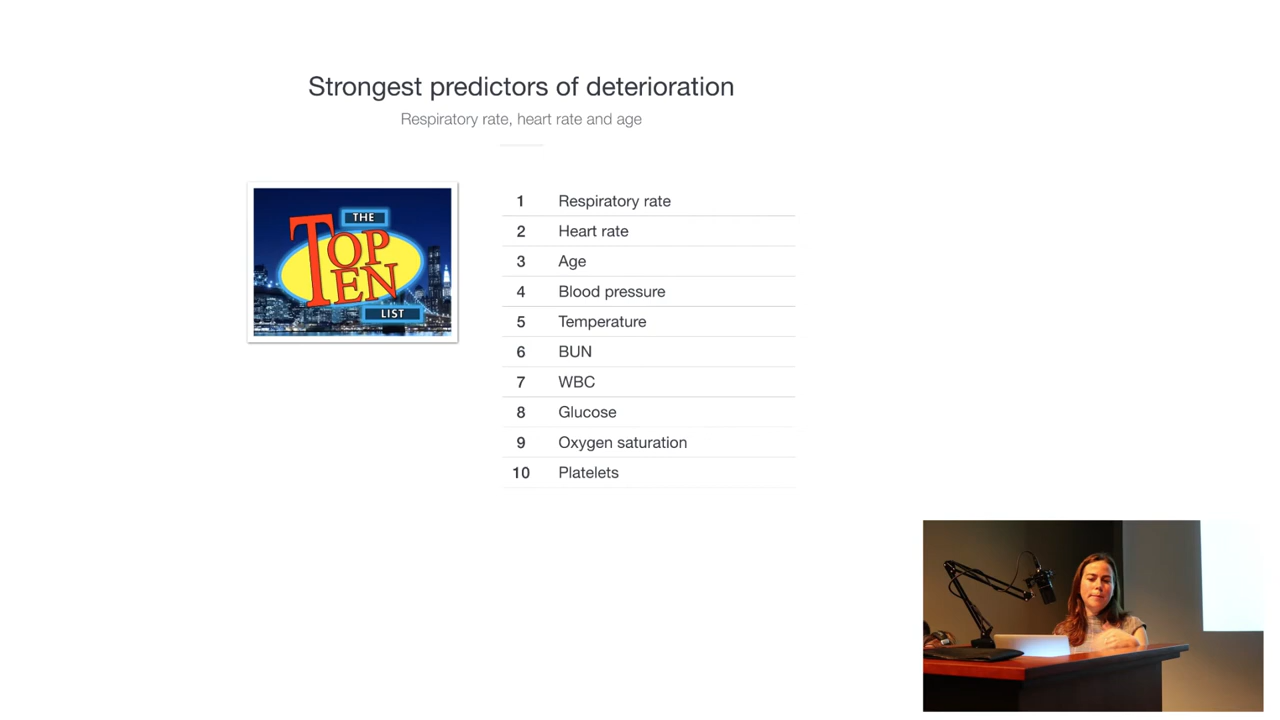 Strongest predictors of deterioration
Respiratory rate, heart rate and age
THE
TOP
TEN
LIST
1 Respiratory rate
2 Heart rate
3 Age
4 Blood pressure
5 Temperature
6 BUN
7 WBC
8 Glucose
9 Oxygen saturation
10 Platelets